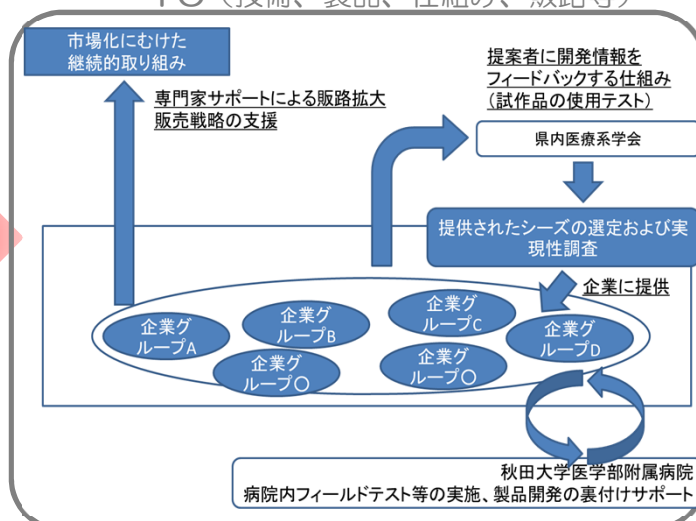 市場化にむけた
継続的取り組み
専門家サポートによる販路拡大
販売戦略の支援
提案者に開発情報を
フィードバックする仕組み
(試作品の使用テスト)
県内医療系学会
提供されたシーズの選定および実
現性調査
企業に提供
企業グ
ループA
企業グ
ループB
企業グ
ループC
企業グ
ループD
企業グ
ループ〇
企業グ
ループ〇
秋田大学医学部附属病院
病院内フィールドテスト等の実施、製品開発の裏付けサポート